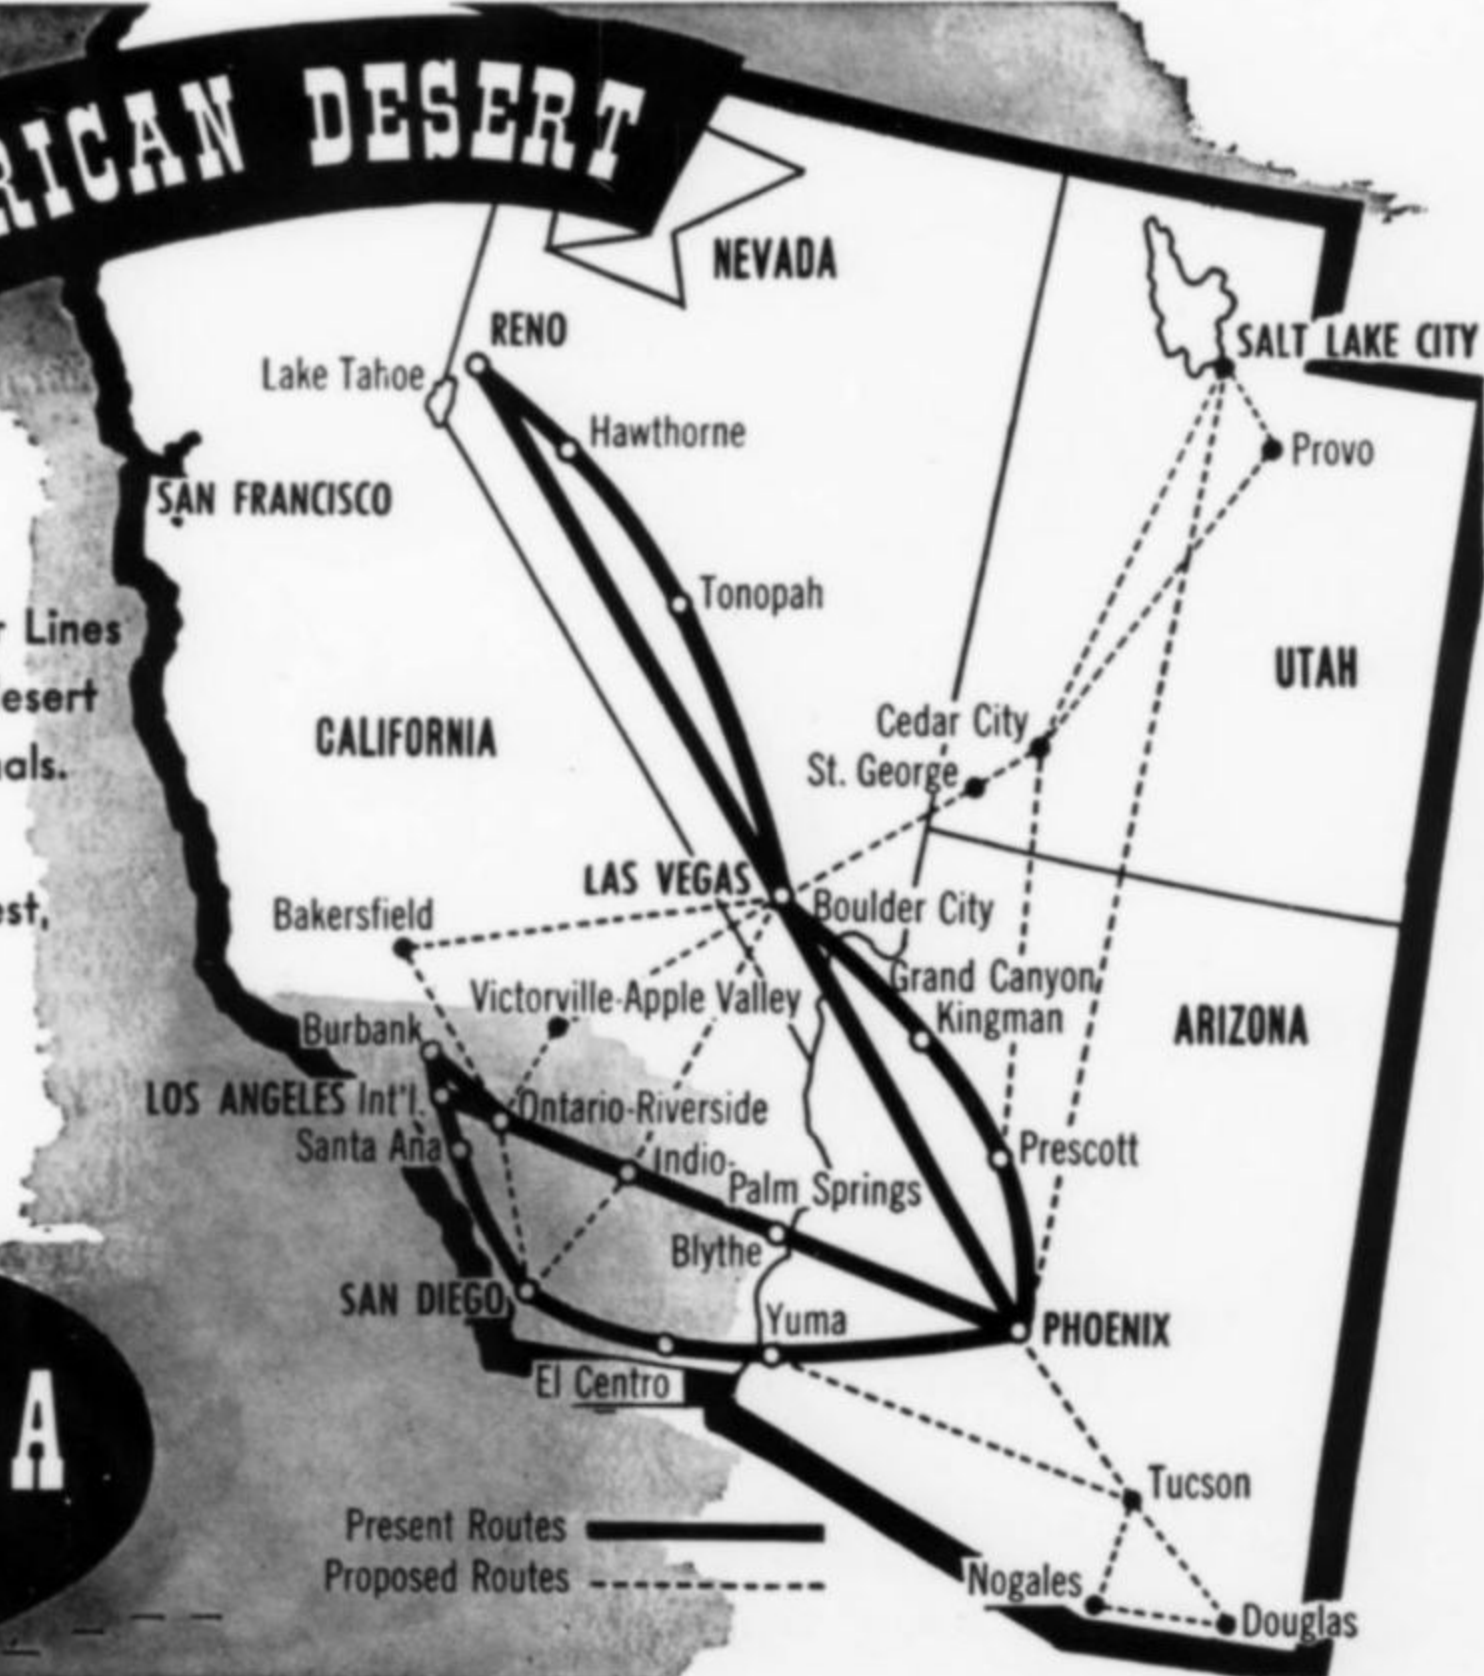 RICAN DESERT
NEVADA
RENO
Lake Tahoe
SALT LAKE CITY
Hawthorne
Provo
SAN FRANCISCO
Tonopah
r Lines
UTAH
esert
Cedar City
CALIFORNIA
als.
St. George
LAS VEGAS
Boulder City
est,
Bakersfield
Grand Canyon
Victorville-Apple Valley
Kingman
ARIZONA
Burbank
LOS ANGELES Int'l.
Ontario-Riverside
Santa Ana
Prescott
Indio-
Palm Springs
Blythe
SAN DIEGO
Yuma
PHOENIX
El Centro
A
Tucson
Present Routes
Proposed Routes
Nogales
Douglas